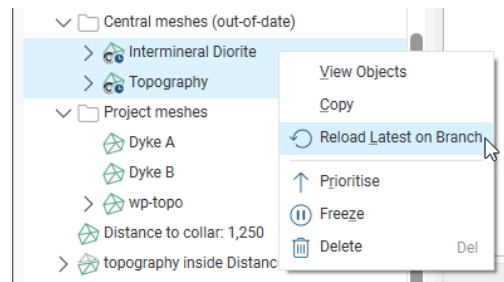 Central meshes (out-of-date)
Intermineral Diorite
Topography
Project meshes
Dyke A
Dyke B
wp-topo
Distance to collar: 1,250
topography inside Distanc
View Objects
Copy
Reload Latest on Branch
Prioritise
Freeze
Delete Del